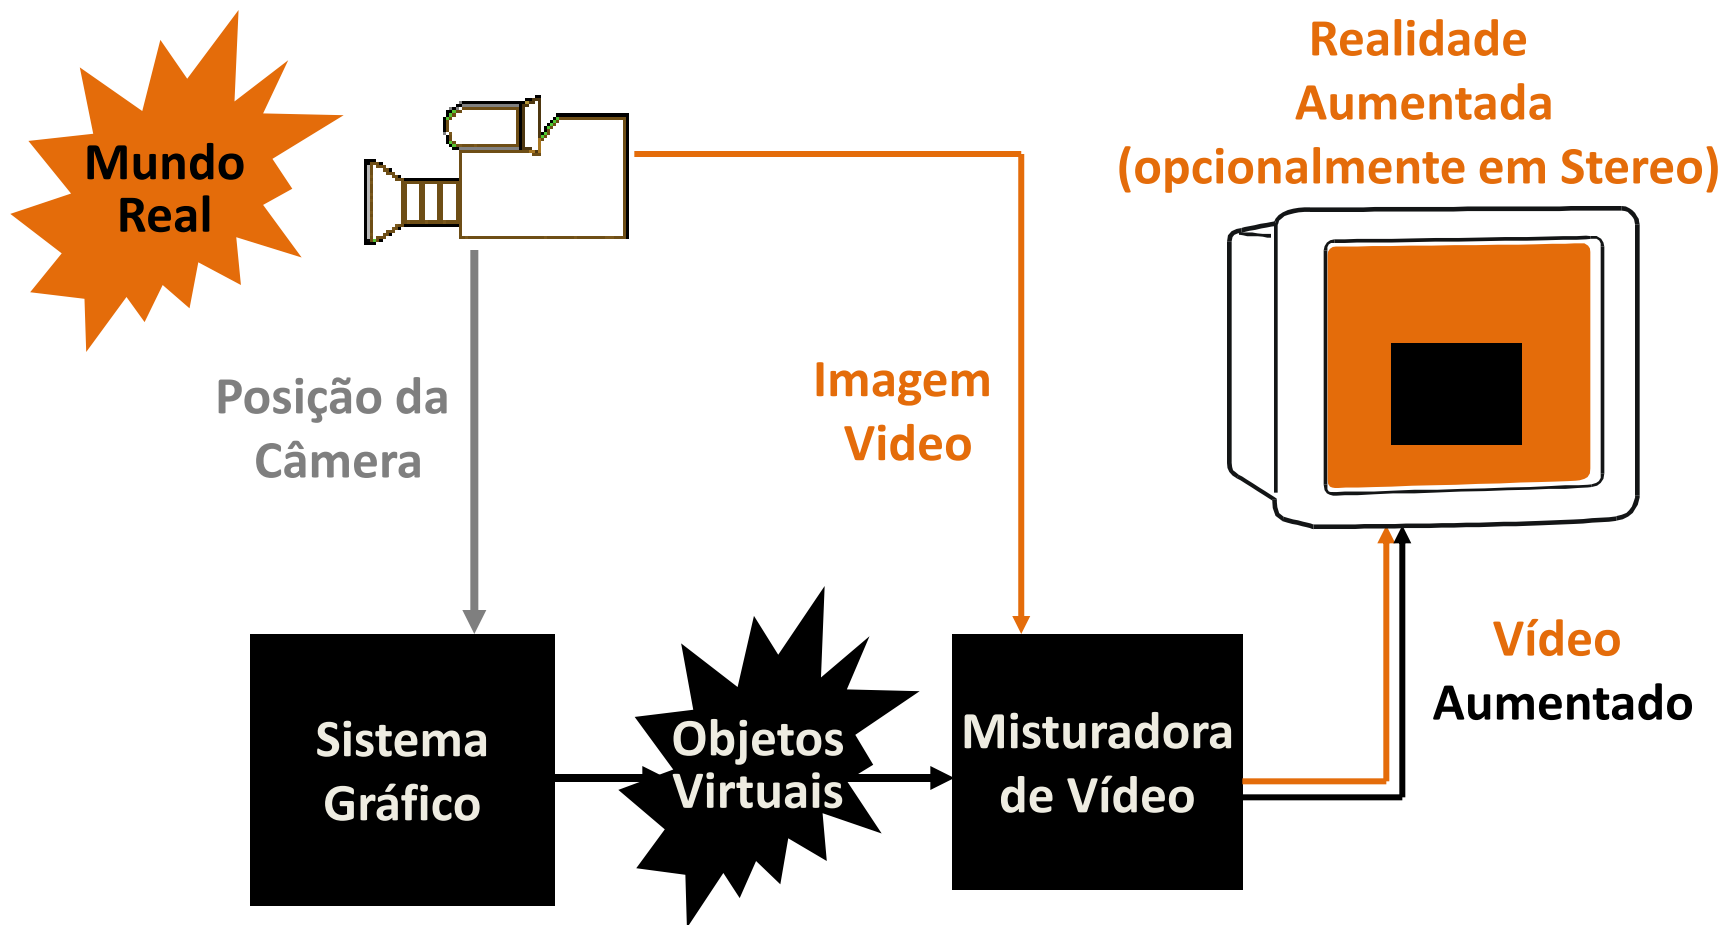 Realidade
Aumentada
(opcionalmente em Stereo)
Mundo
Real
Posição da
Câmera
Imagem
Video
Vídeo
Aumentado
Sistema
Gráfico
Objetos
Virtuais
Misturadora
de Vídeo